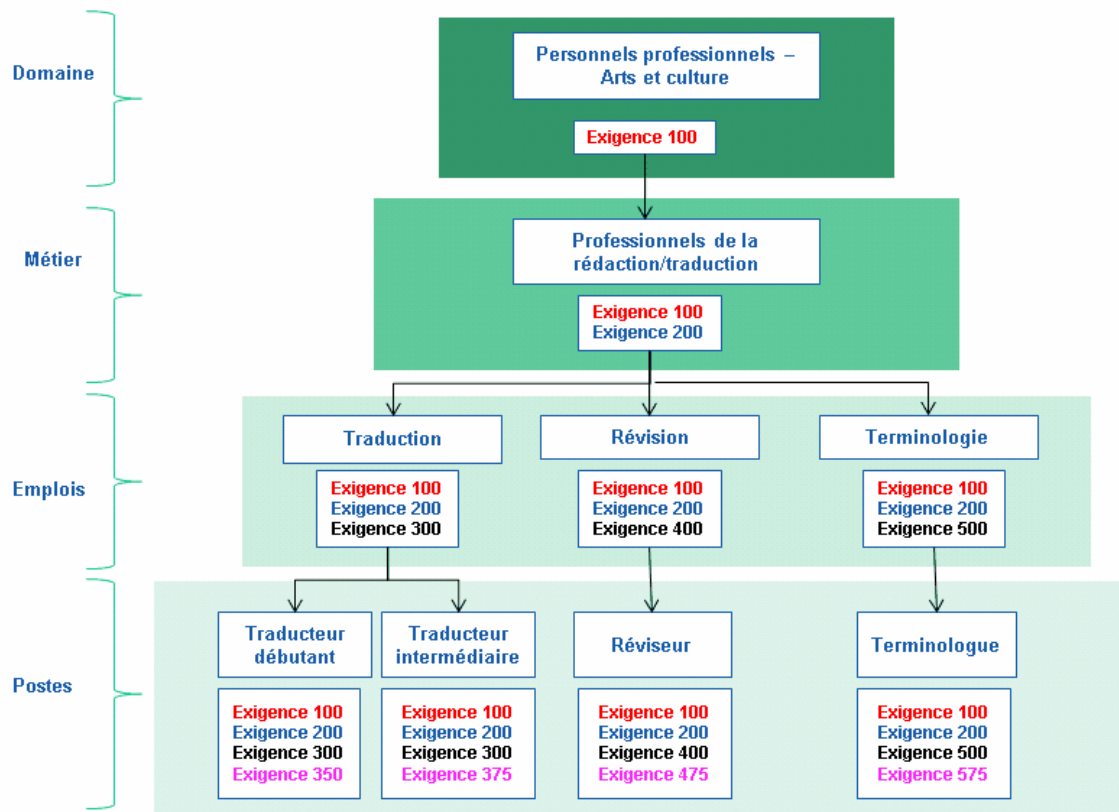 Domaine
Personnels professionnels –
Arts et culture
Exigence 100
Métier
Professionnels de la
rédaction/traduction
Exigence 100
Exigence 200
Emplois
Traduction
Révision
Terminologie
Exigence 100
Exigence 200
Exigence 300
Exigence 100
Exigence 200
Exigence 400
Exigence 100
Exigence 200
Exigence 500
Postes
Traducteur
débutant
Traducteur
intermédiaire
Réviseur
Terminologue
Exigence 100
Exigence 200
Exigence 300
Exigence 350
Exigence 100
Exigence 200
Exigence 300
Exigence 375
Exigence 100
Exigence 200
Exigence 400
Exigence 475
Exigence 100
Exigence 200
Exigence 500
Exigence 575